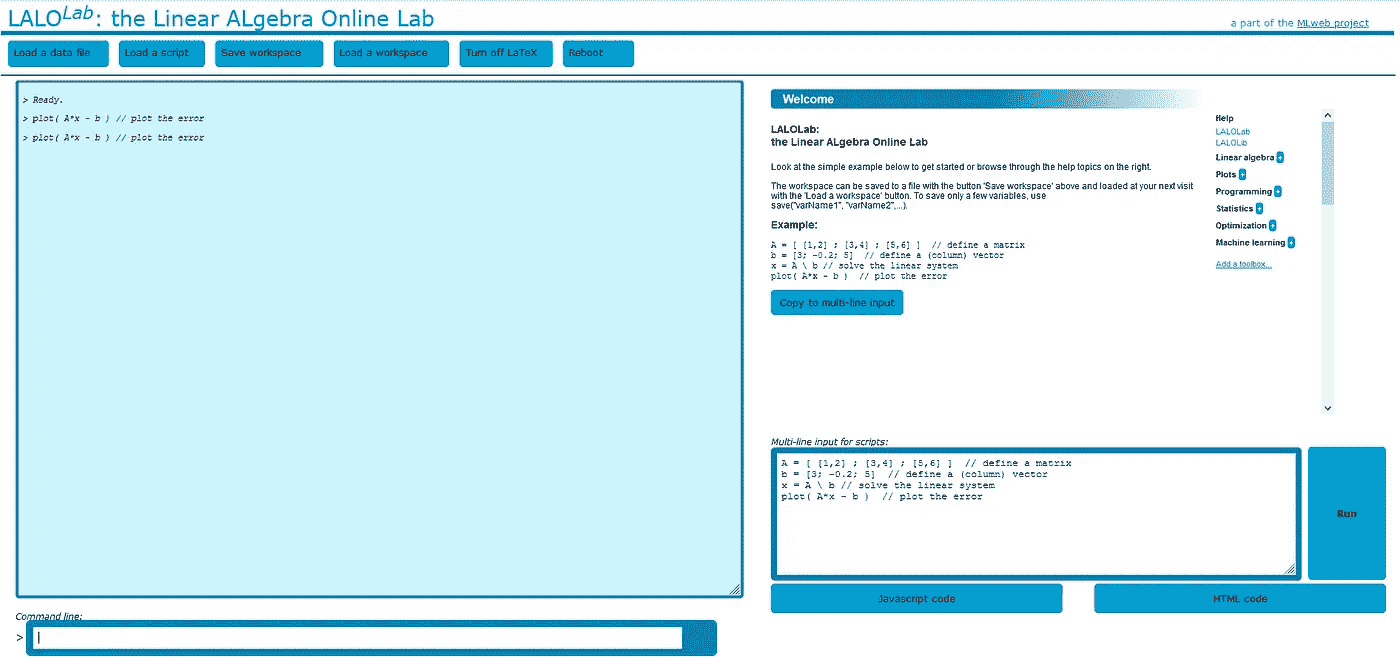 LALOLab: the Linear ALgebra Online Lab
a part of the MLweb project
Load a data file
Load a script
Save workspace
Load a workspace
Turn off LaTeX
Reboot
> Ready.
> plot( A*x - b ) // plot the error
> plot( A*x - b ) // plot the error
Command line:
>
Welcome
LALOLab:
the Linear ALgebra Online Lab
Look at the simple example below to get started or browse through the help topics on the right.
The workspace can be saved to a file with the button 'Save workspace' above and loaded at your next visit
with the 'Load a workspace' button. To save only a few variables, use
save("varName1", "varName2",...).
Example:
A = [ [1,2] ; [3,4] ; [5,6] ]  // define a matrix
b = [3; -0.2; 5]  // define a (column) vector
x = A \ b // solve the linear system
plot( A*x - b )  // plot the error
Copy to multi-line input
Help
LALOLab
LALOLib
Linear algebra +
Plots +
Programming +
Statistics +
Optimization +
Machine learning +
Add a toolbox...
Multi-line input for scripts:
A = [ [1,2] ; [3,4] ; [5,6] ]  // define a matrix
b = [3; -0.2; 5]  // define a (column) vector
x = A \ b // solve the linear system
plot( A*x - b )  // plot the error
Run
Javascript code
HTML code